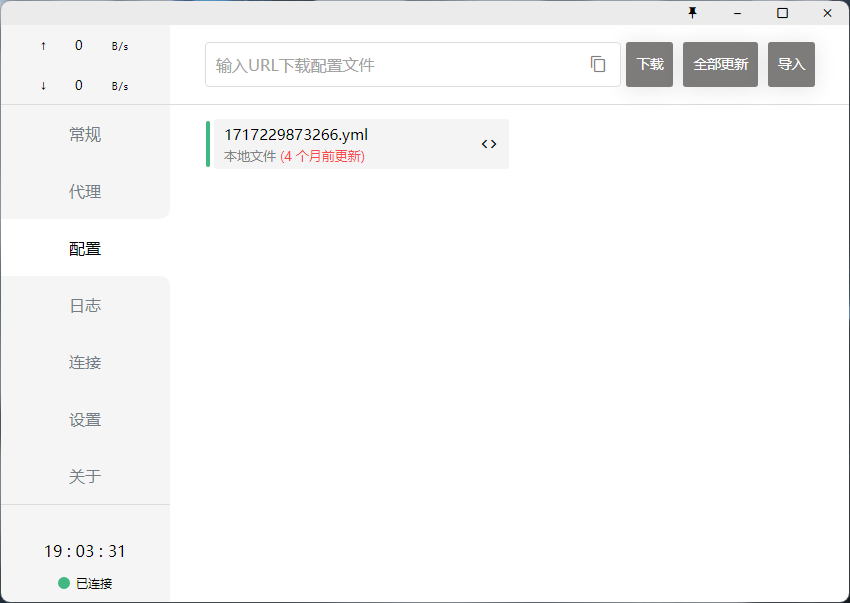 ↑ 0 B/s
↓ 0 B/s
常规
代理
配置
日志
连接
设置
关于
19 : 03 : 31
已连接
输入URL下载配置文件
下载
全部更新
导入
1717229873266.yml
本地文件 (4 个月前更新)